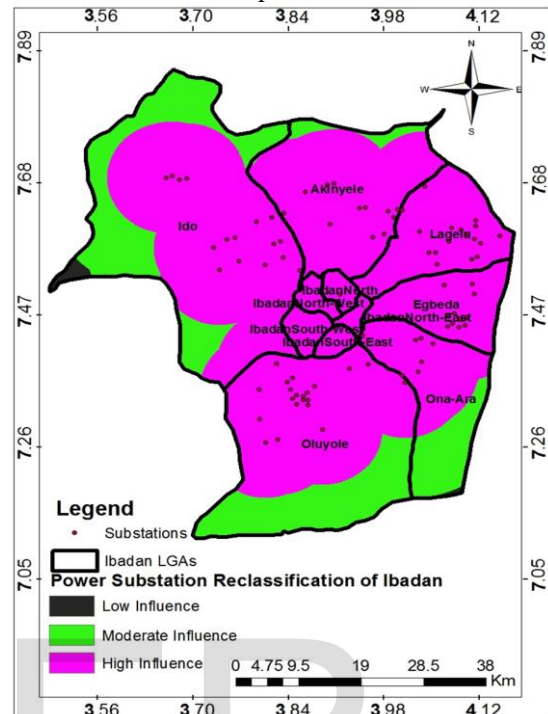 3.56 3.70 3.84 3.98 4.12
7.89 7.89
N
W E
S
7.68 7.68
Akinyele
Ido
Lagelu
7.47 7.47
IbadanNorth
IbadanNorth-West
Egbeda
IbadanNorth-East
IbadanSouth-West
IbadanSouth-East
Ona-Ara
7.26 7.26
Oluyole
Legend
Substations
Ibadan LGAs
7.05 7.05
Power Substation Reclassification of Ibadan
Low Influence
Moderate Influence
High Influence
0 4.75 9.5 19 28.5 38
Km
3.56 3.70 3.84 3.98 4.12